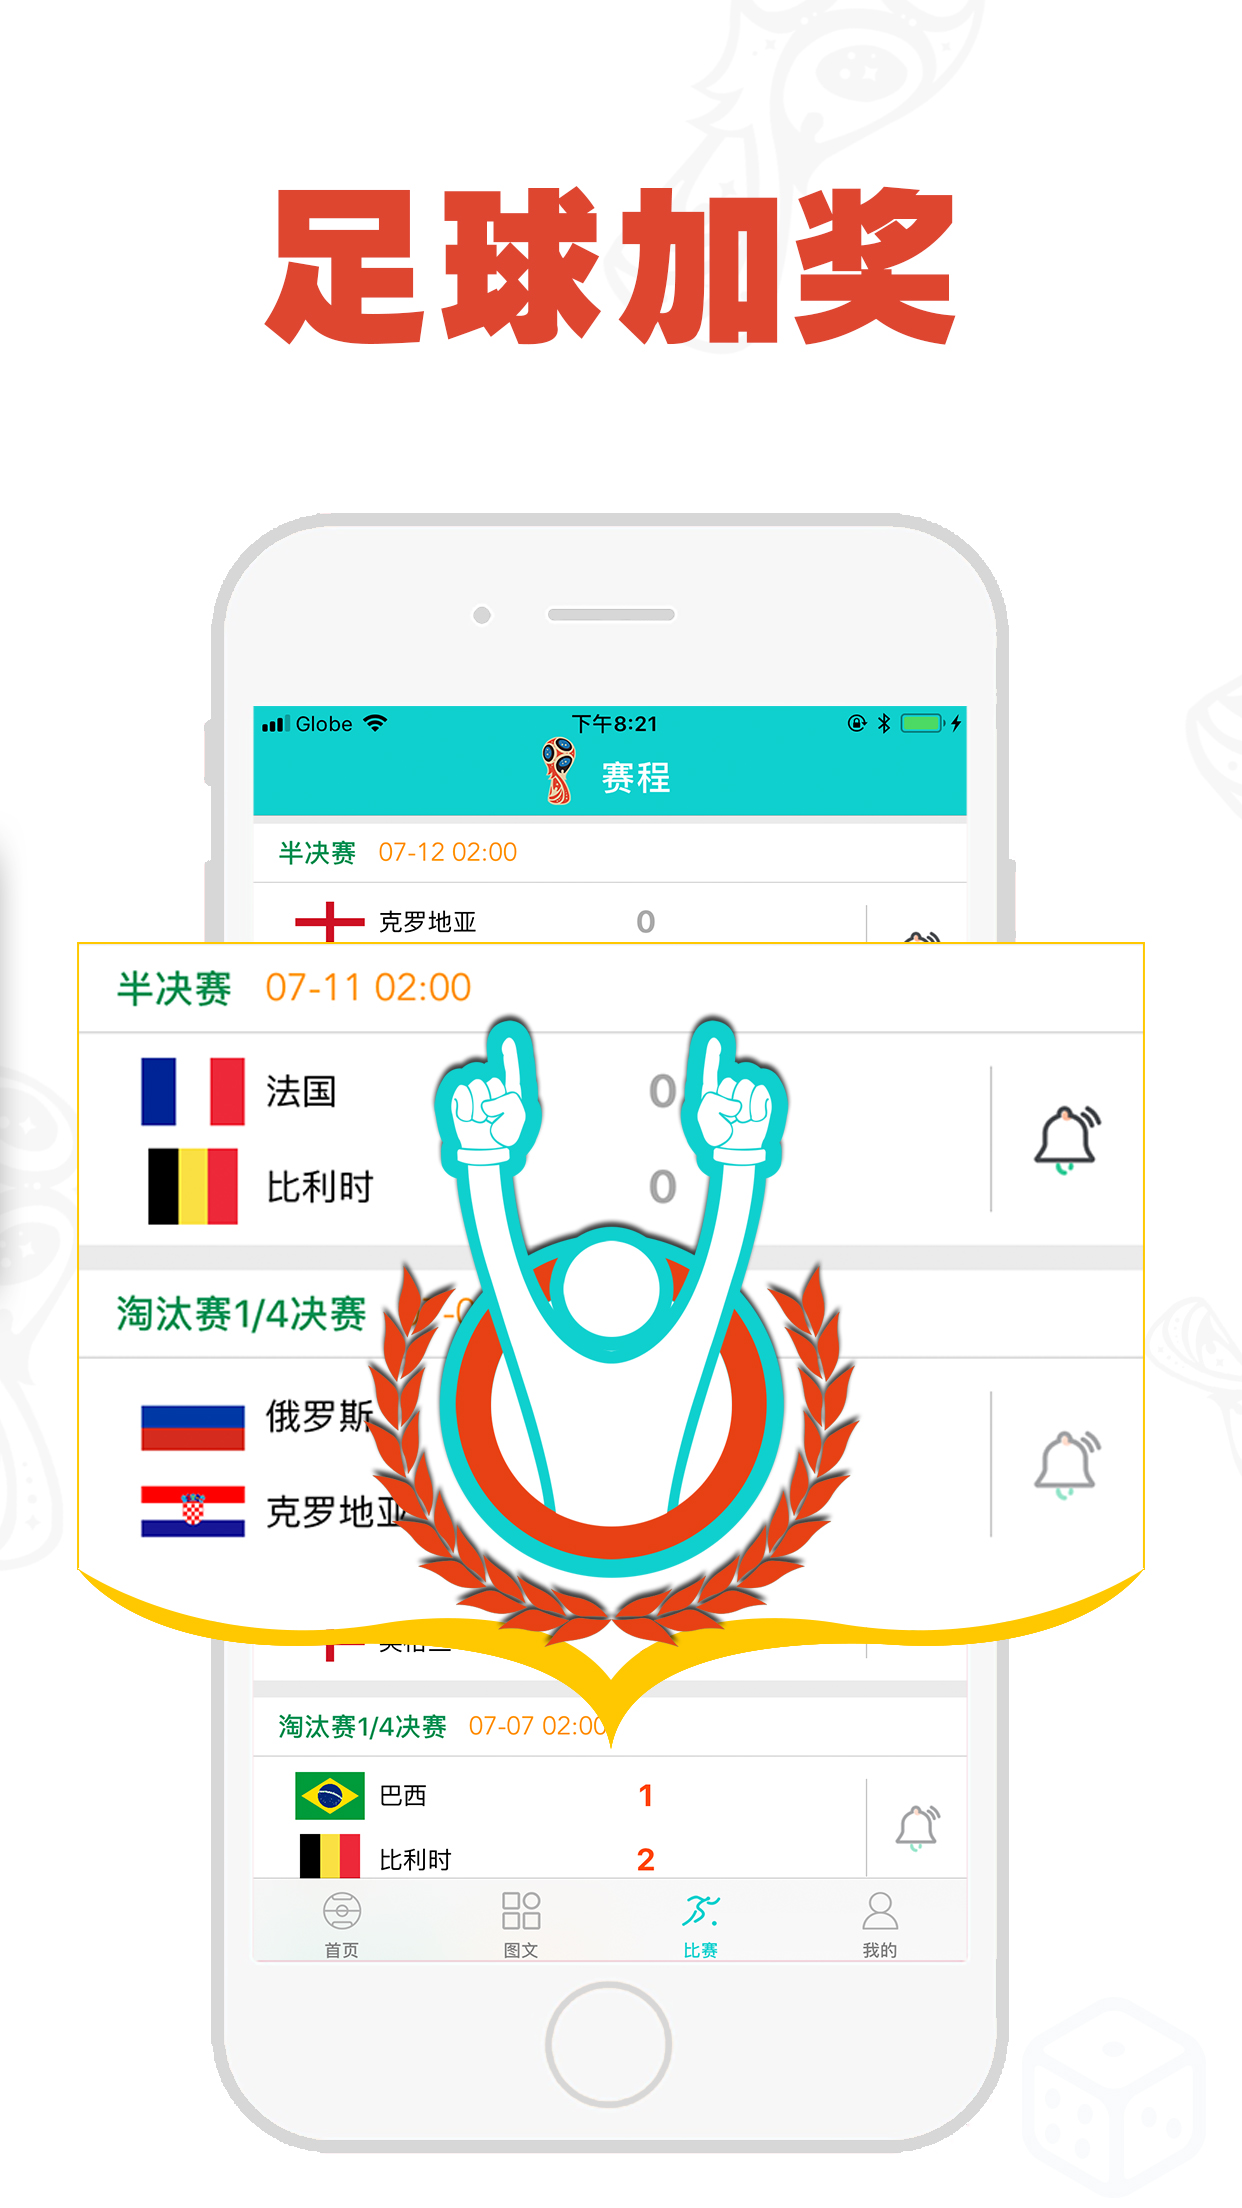 足球加奖
Globe 下午8:21
赛程
半决赛 07-12 02:00
克罗地亚 0
半决赛 07-11 02:00
法国 0
比利时 0
淘汰赛1/4决赛
俄罗斯
克罗地亚
淘汰赛1/4决赛 07-07 02:00
巴西 1
比利时 2
首页 图文 比赛 我的